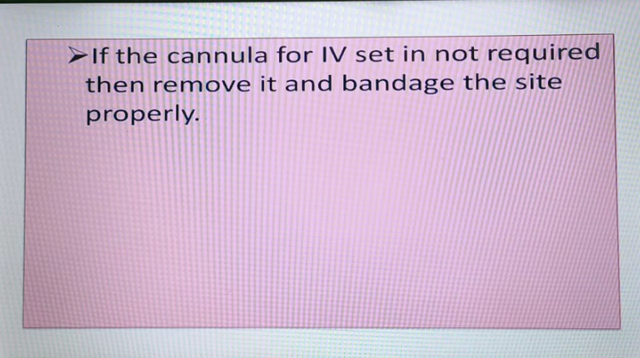 ➢If the cannula for IV set in not required
then remove it and bandage the site
properly.